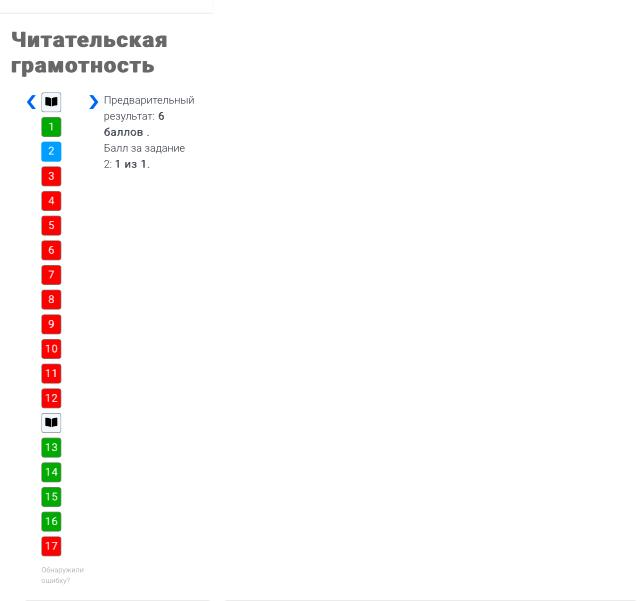 Читательская
грамотность
1
2
3
4
5
6
7
8
9
10
11
12
13
14
15
16
17
Предварительный
результат: 6
баллов .
Балл за задание
2: 1 из 1.
Обнаружили
ошибку?